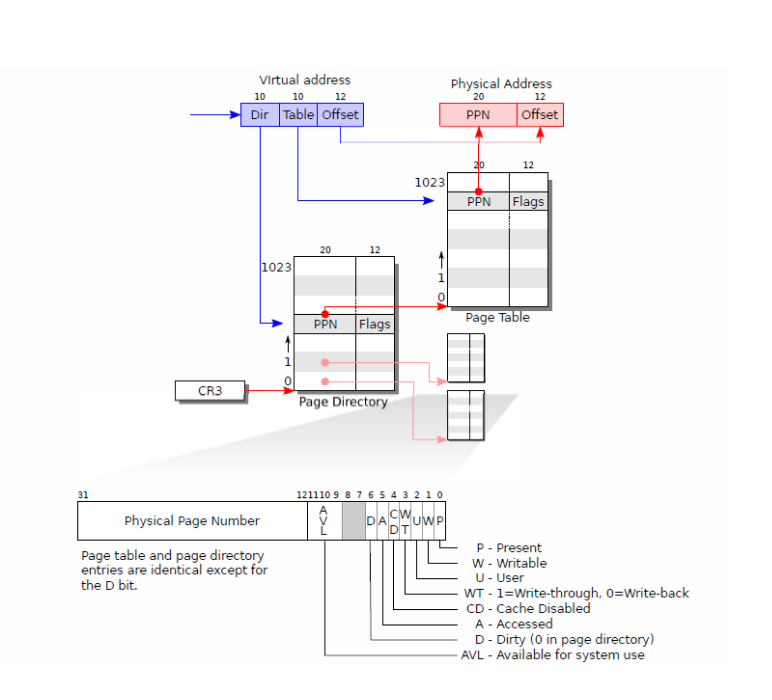 VIrtual address
10 10 12
Dir Table Offset
Physical Address
20 12
PPN Offset
20 12
1023
PPN Flags
1
0
Page Table
20 12
1023
PPN Flags
1
0
CR3
Page Directory
31 121110 9 8 7 6 5 4 3 2 1 0
Physical Page Number
AVL
D
A
CD
WT
U
W
P
Page table and page directory
entries are identical except for
the D bit.
P - Present
W - Writable
U - User
WT - 1=Write-through, 0=Write-back
CD - Cache Disabled
A - Accessed
D - Dirty (0 in page directory)
AVL - Available for system use